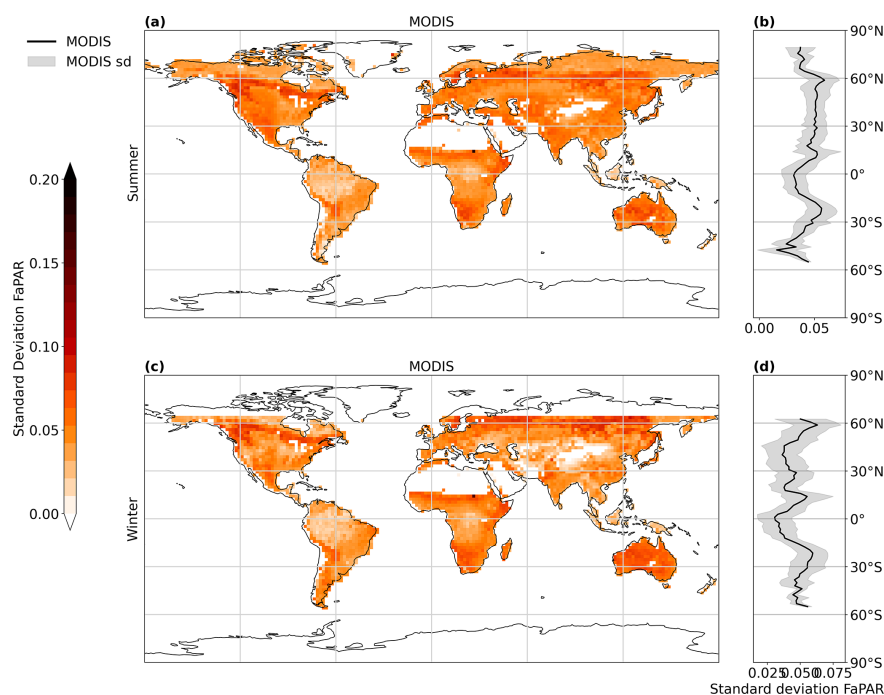 (a) MODIS (b)
MODIS
MODIS sd
Summer
90°N
60°N
30°N
0°
30°S
60°S
90°S
0.00 0.05
Standard Deviation FaPAR
0.20
0.15
0.10
0.05
0.00
(c) MODIS (d)
Winter
90°N
60°N
30°N
0°
30°S
60°S
90°S
0.025 0.050 0.075
Standard deviation FaPAR